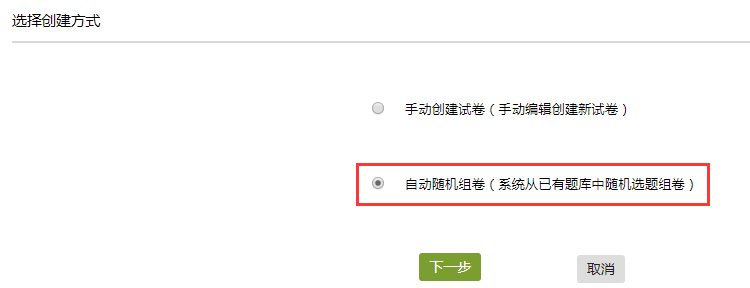 选择创建方式
手动创建试卷（手动编辑创建新试卷）
自动随机组卷（系统从已有题库中随机选题组卷）
下一步
取消